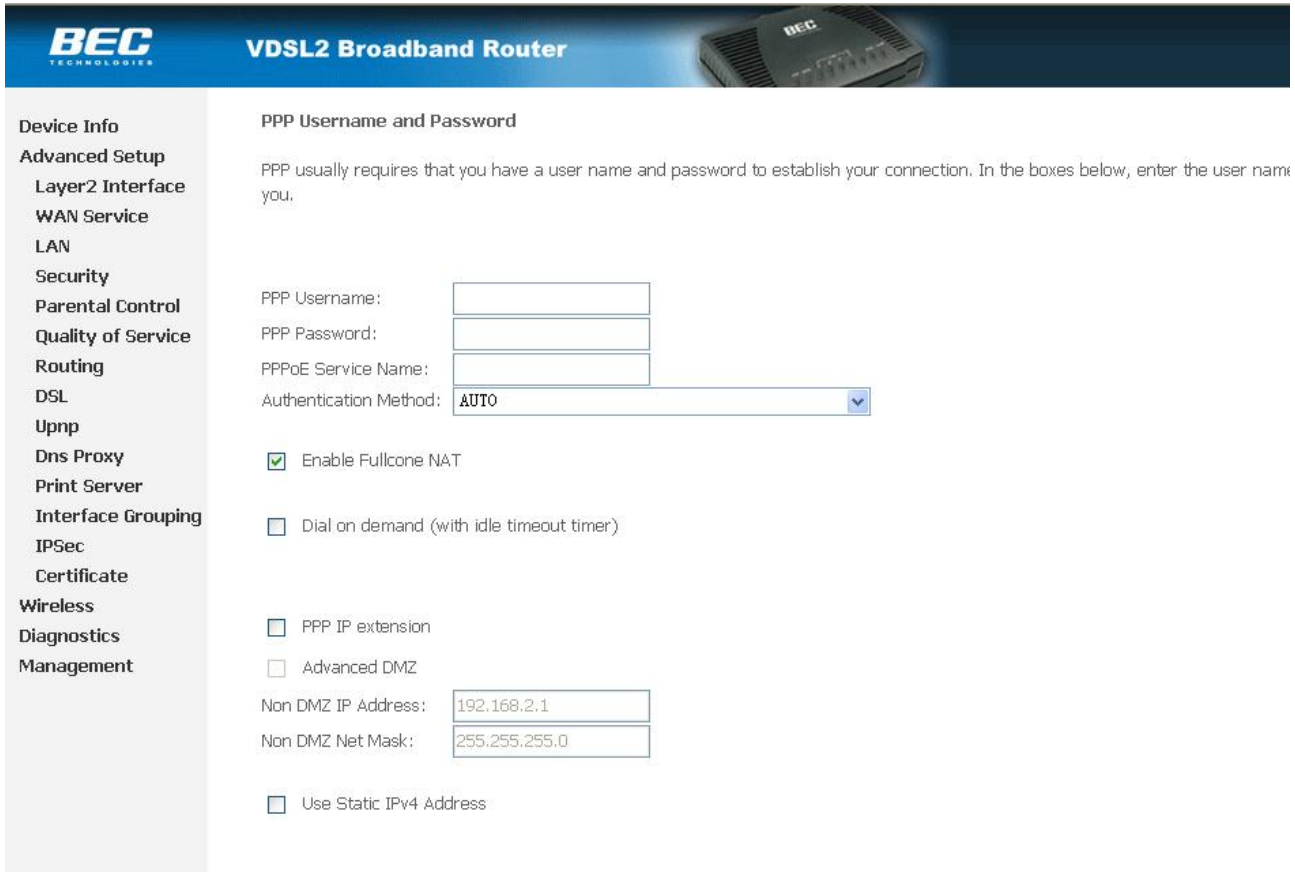 BEC
TECHNOLOGIES
VDSL2 Broadband Router
BEC
Device Info
Advanced Setup
Layer2 Interface
WAN Service
LAN
Security
Parental Control
Quality of Service
Routing
DSL
Upnp
Dns Proxy
Print Server
Interface Grouping
IPSec
Certificate
Wireless
Diagnostics
Management
PPP Username and Password
PPP usually requires that you have a user name and password to establish your connection. In the boxes below, enter the user name
you.
PPP Username:
PPP Password:
PPPoE Service Name:
Authentication Method: AUTO
Enable Fullcone NAT
Dial on demand (with idle timeout timer)
PPP IP extension
Advanced DMZ
Non DMZ IP Address: 192.168.2.1
Non DMZ Net Mask: 255.255.255.0
Use Static IPv4 Address